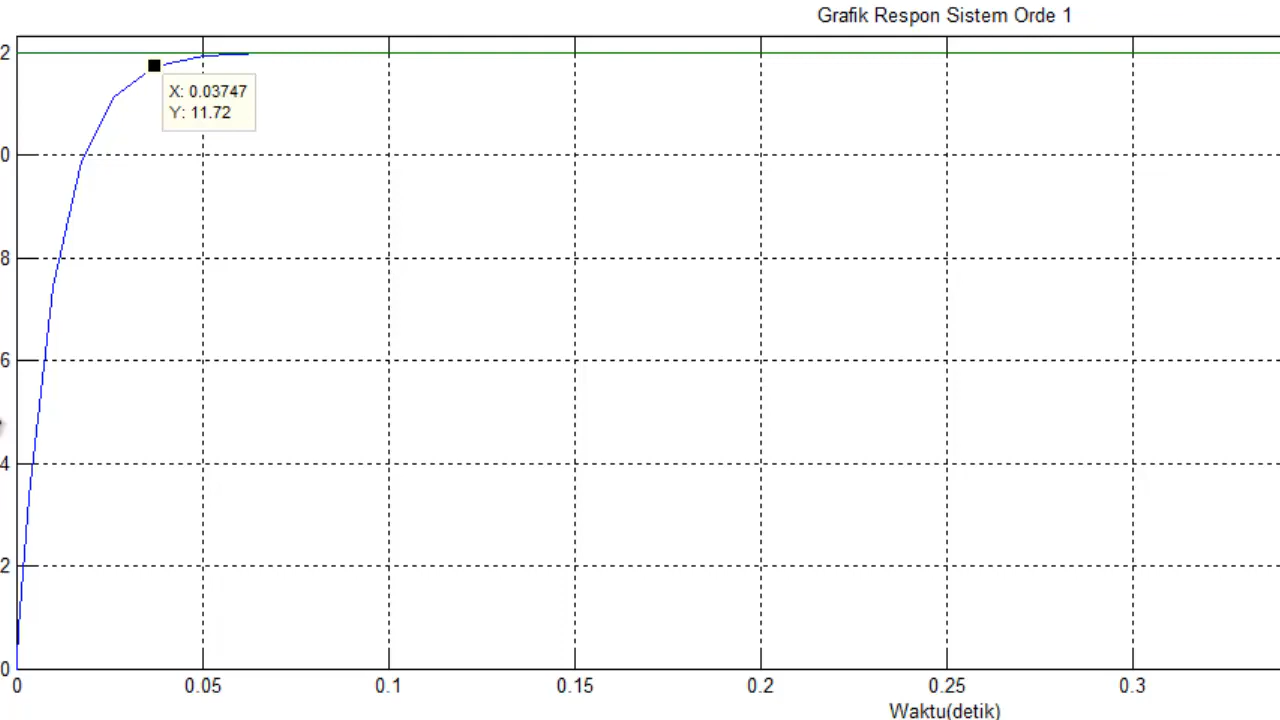 Grafik Respon Sistem Orde 1
2
X: 0.03747
Y: 11.72
0
8
6
4
2
0
0 0.05 0.1 0.15 0.2 0.25 0.3
Waktu(detik)